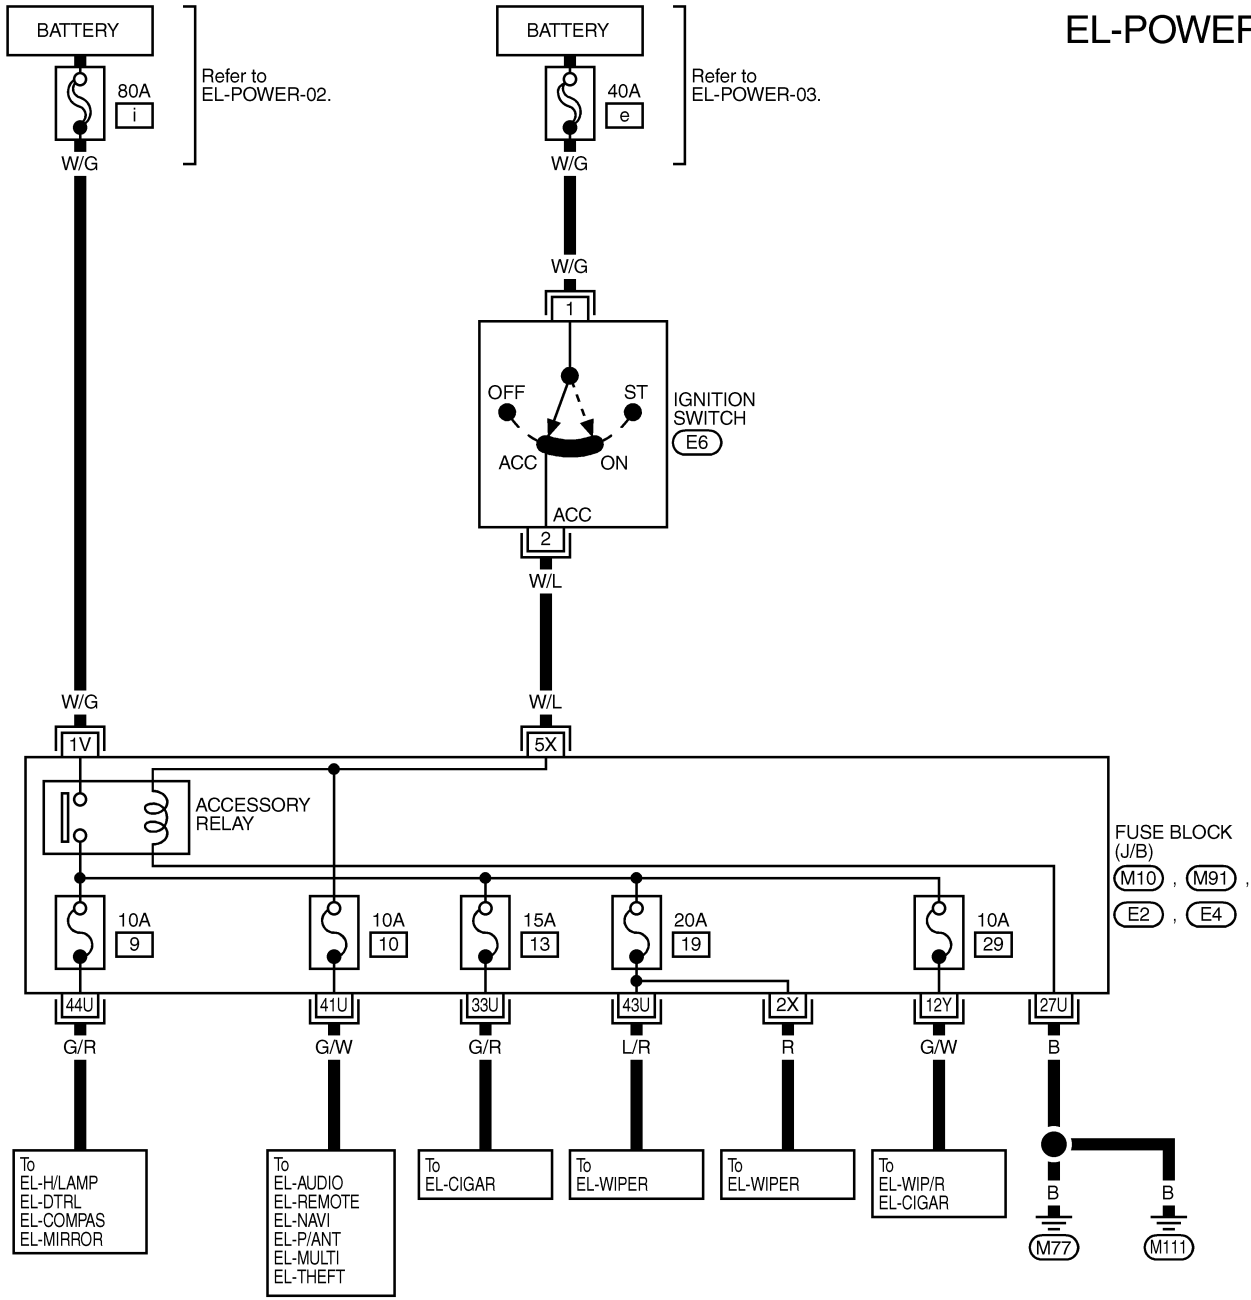 EL-POWER
BATTERY
BATTERY
80A
i
Refer to
EL-POWER-02.
40A
e
Refer to
EL-POWER-03.
W/G
W/G
W/G
1
OFF
ST
ACC
ON
ACC
IGNITION
SWITCH
E6
2
W/L
W/G
W/L
1V
5X
ACCESSORY
RELAY
FUSE BLOCK
(J/B)
M10 , M91 ,
E2 , E4
10A
9
10A
10
15A
13
20A
19
10A
29
44U
41U
33U
43U
2X
12Y
27U
G/R
G/W
G/R
L/R
R
G/W
B
To
EL-H/LAMP
EL-DTRL
EL-COMPAS
EL-MIRROR
To
EL-AUDIO
EL-REMOTE
EL-NAVI
EL-P/ANT
EL-MULTI
EL-THEFT
To
EL-CIGAR
To
EL-WIPER
To
EL-WIPER
To
EL-WIP/R
EL-CIGAR
B
B
M77
M111